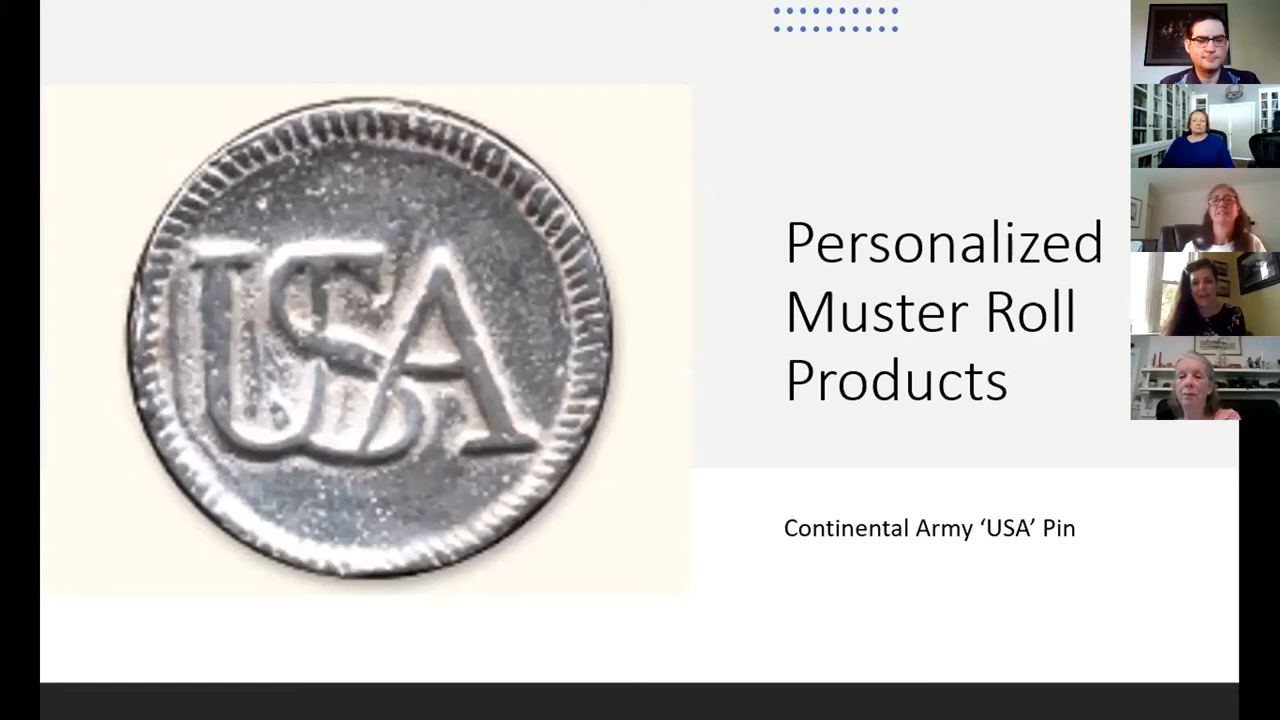 USA
Personalized
Muster Roll
Products
Continental Army ‘USA’ Pin